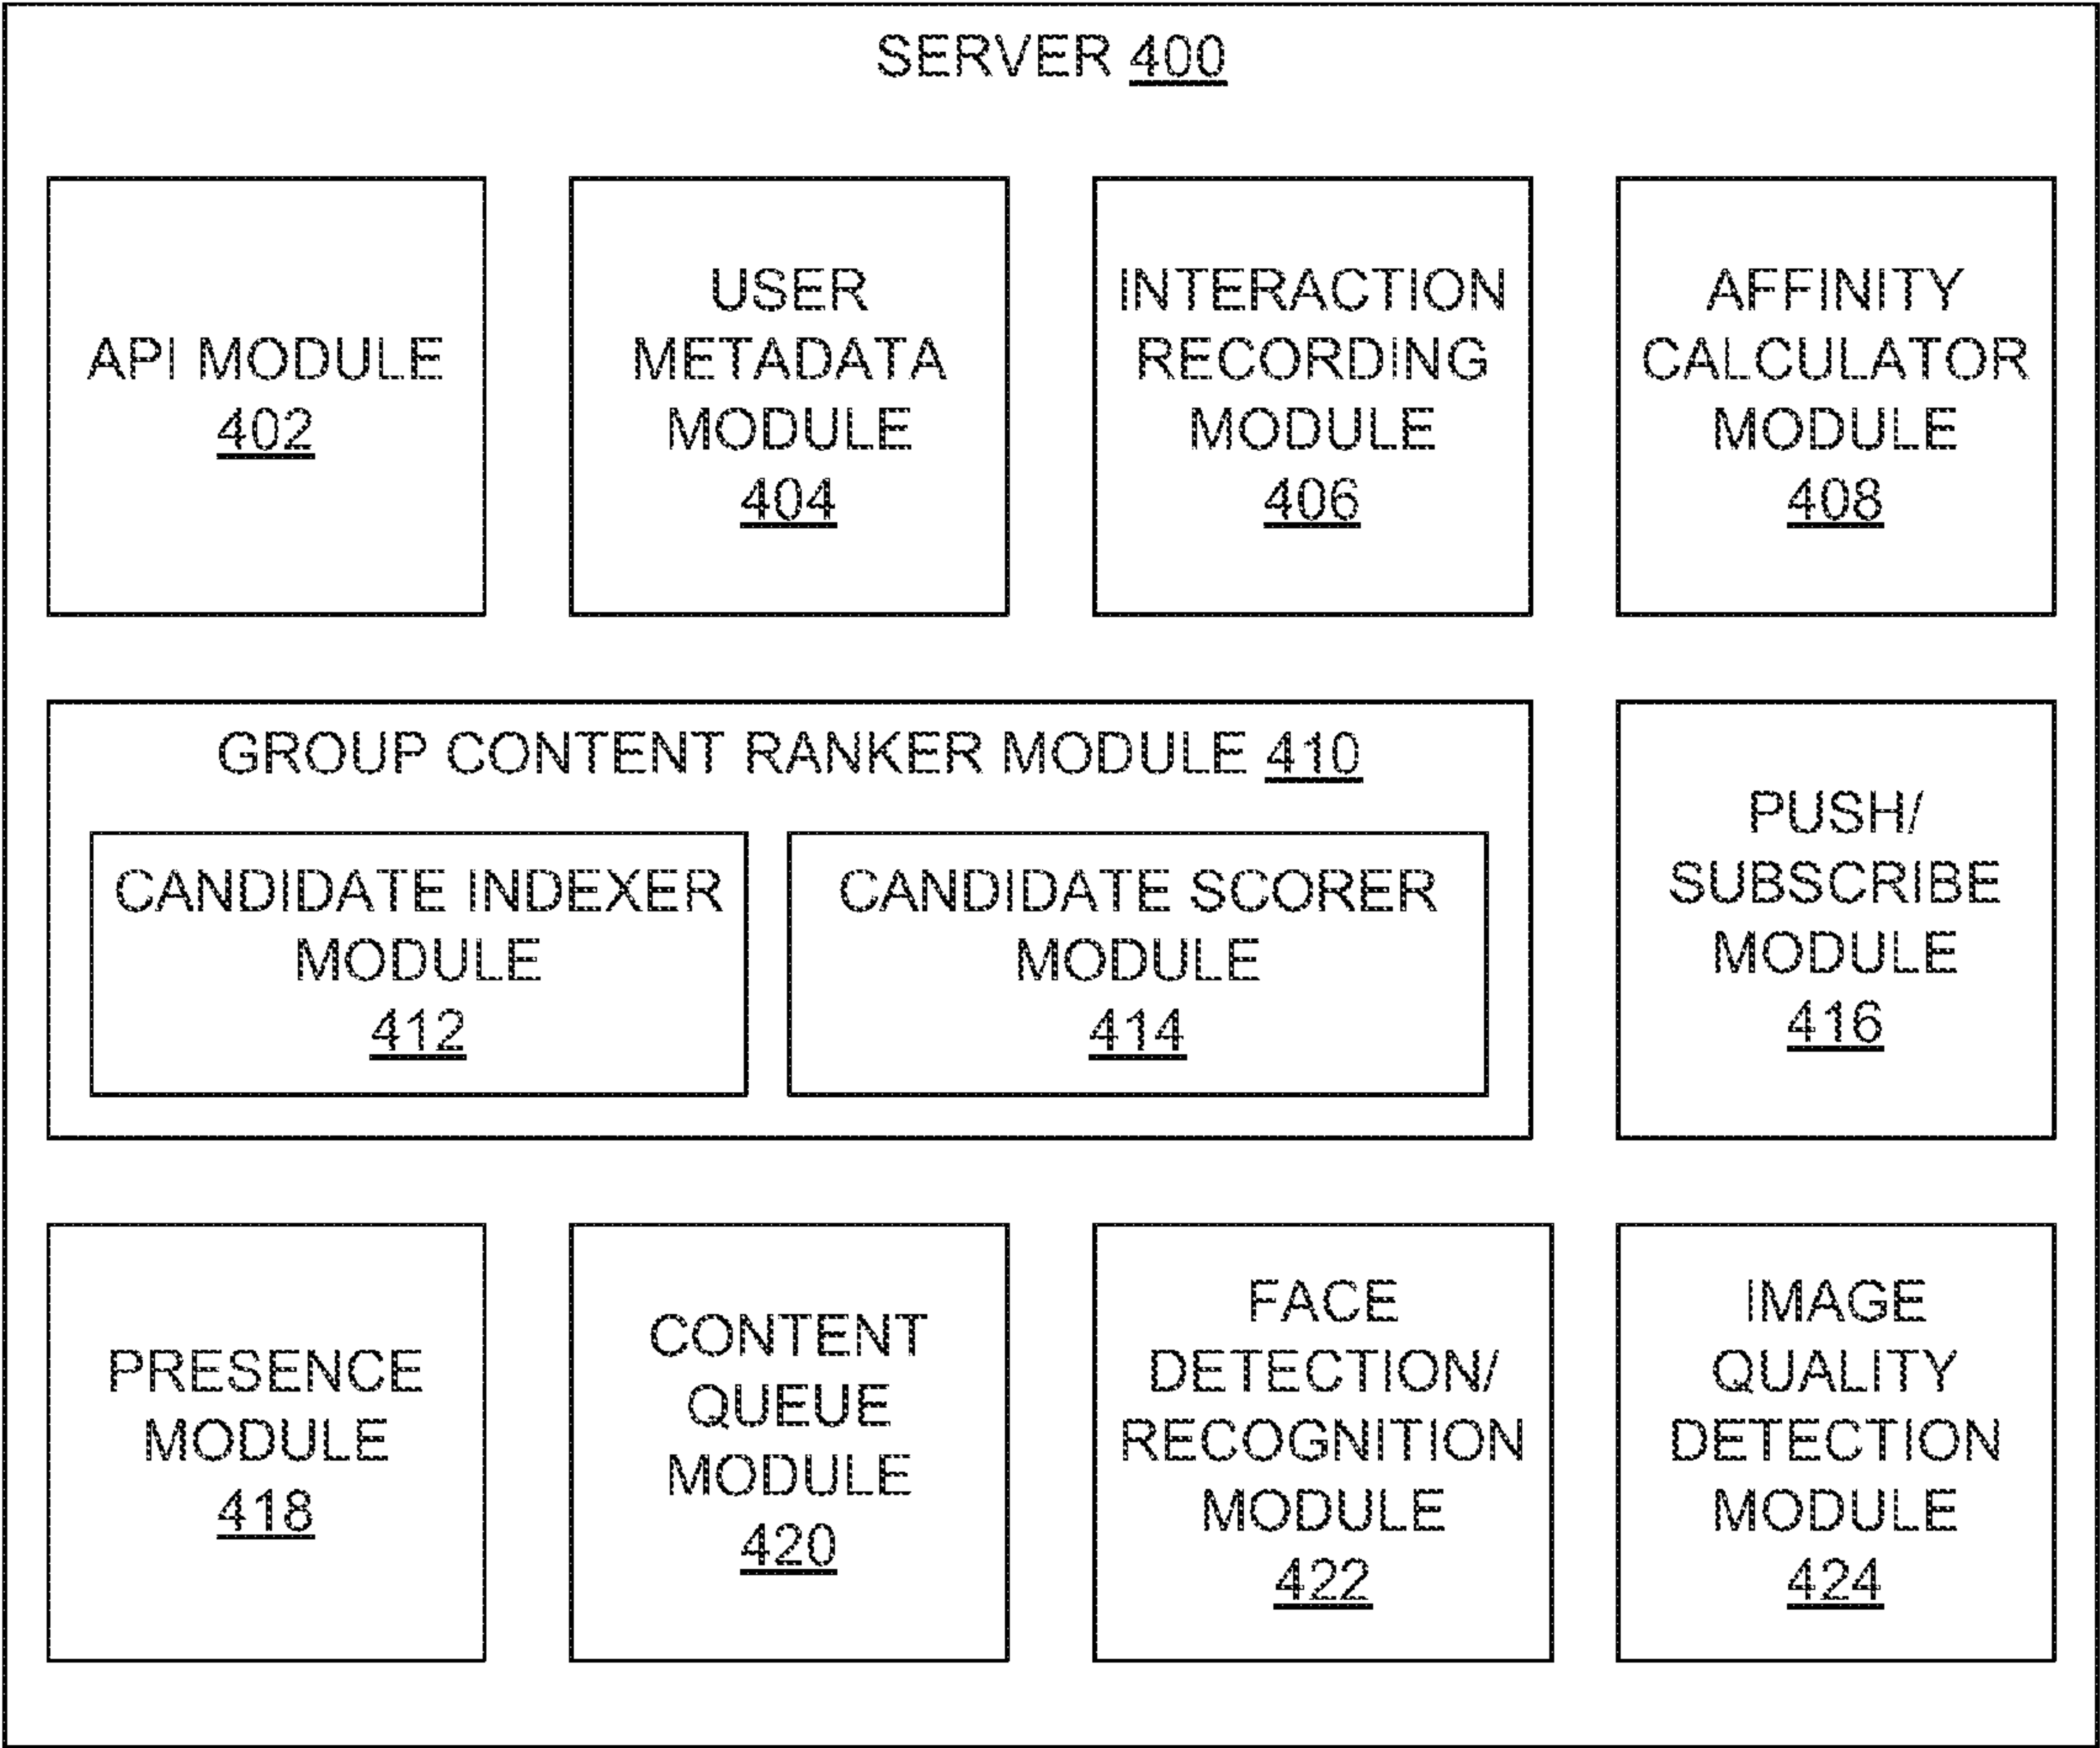 SERVER 400
API MODULE
402
USER
METADATA
MODULE
404
INTERACTION
RECORDING
MODULE
406
AFFINITY
CALCULATOR
MODULE
408
GROUP CONTENT RANKER MODULE 410
CANDIDATE INDEXER
MODULE
412
CANDIDATE SCORER
MODULE
414
PUSH/
SUBSCRIBE
MODULE
416
PRESENCE
MODULE
418
CONTENT
QUEUE
MODULE
420
FACE
DETECTION/
RECOGNITION
MODULE
422
IMAGE
QUALITY
DETECTION
MODULE
424